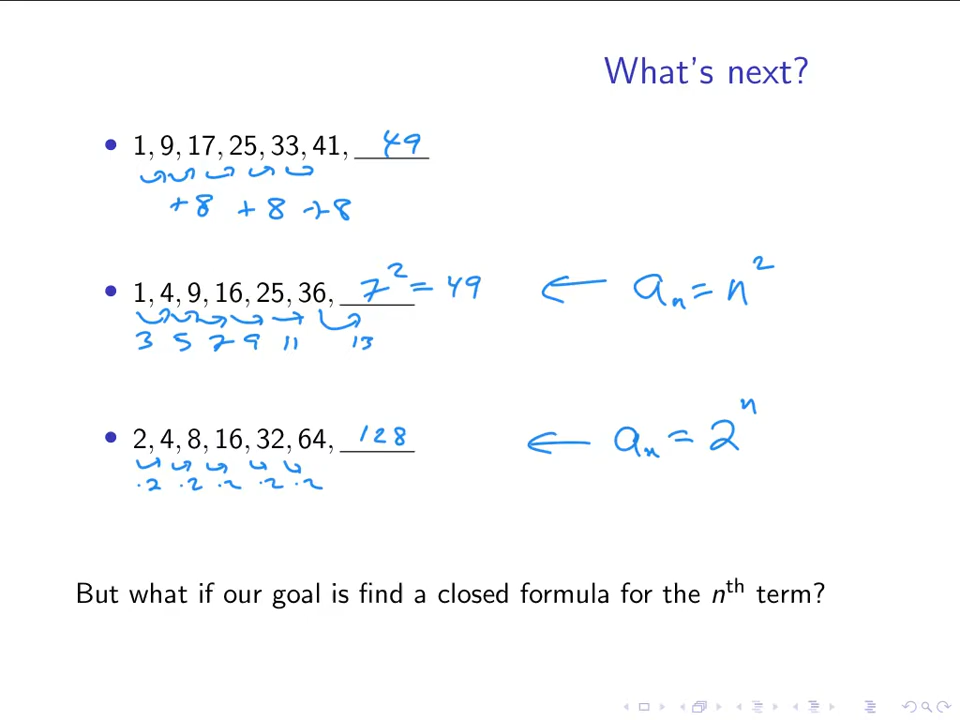 What's next?
• 1, 9, 17, 25, 33, 41, 49
+8 +8 +8
• 1, 4, 9, 16, 25, 36, 7² = 49 ← aₙ = n²
3 5 7 9 11 13
• 2, 4, 8, 16, 32, 64, 128 ← aₙ = 2ⁿ
·2 ·2 ·2 ·2 ·2
But what if our goal is find a closed formula for the nᵗʰ term?